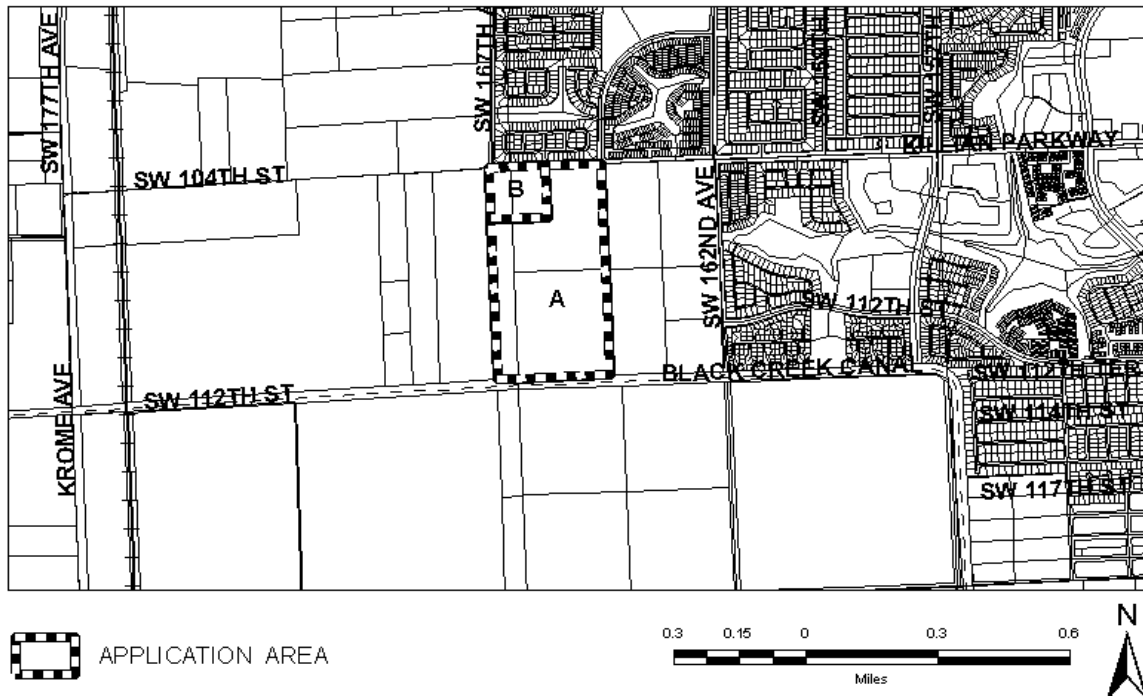 SW 177TH AVE
SW 167TH
SW 157TH
KILLIAN PARKWAY
SW 104TH ST
B
SW 162ND AVE
A
SW 112TH ST
BLACK CREEK CANAL
SW 112TH TER
SW 112TH ST
SW 114TH ST
KROME AVE
SW 117TH ST
APPLICATION AREA
0.3 0.15 0 0.3 0.6
Miles
N